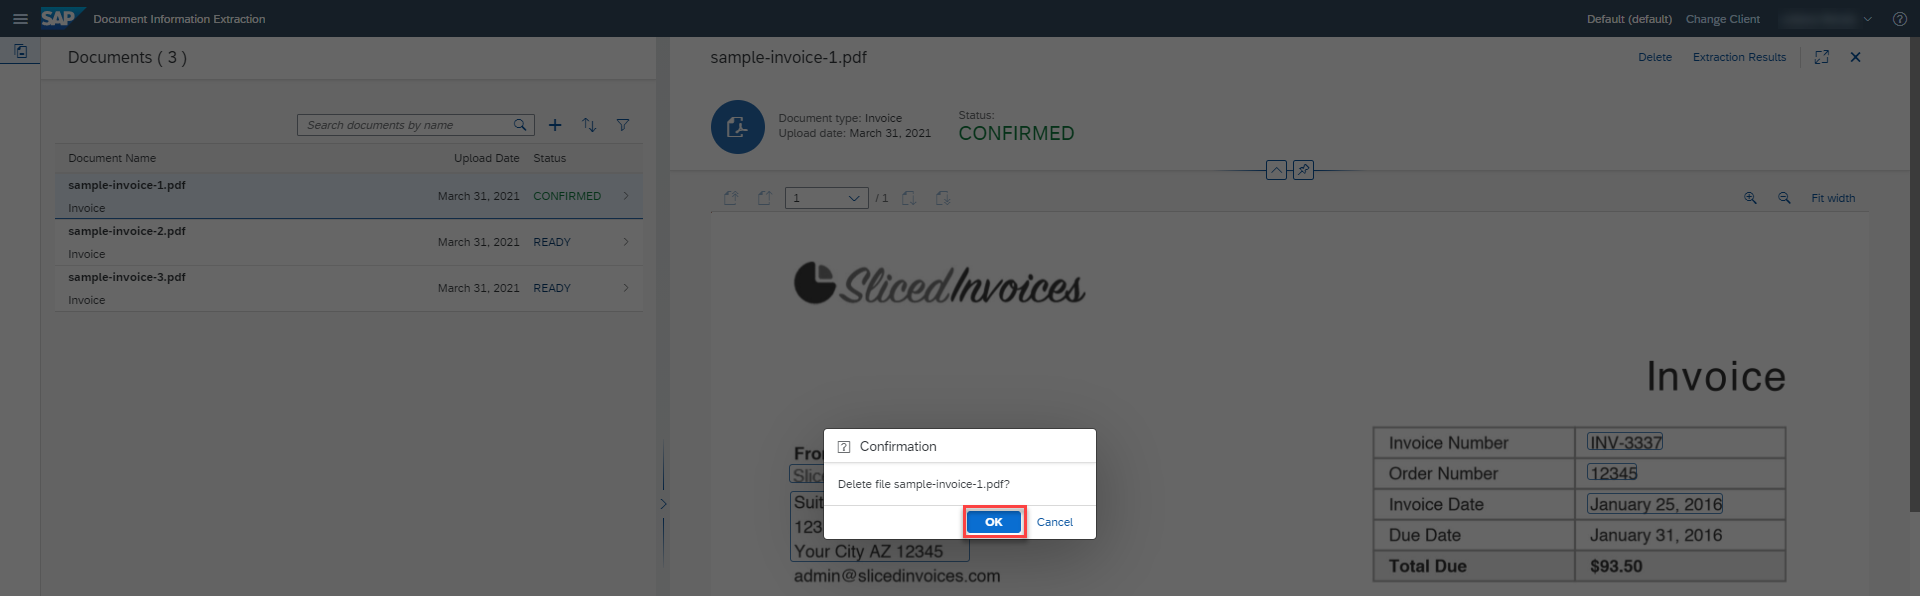 SAP Document Information Extraction
Default (default) Change Client
Documents ( 3 )
Search documents by name
Document Name Upload Date Status
sample-invoice-1.pdf
March 31, 2021 CONFIRMED
Invoice
sample-invoice-2.pdf
March 31, 2021 READY
Invoice
sample-invoice-3.pdf
March 31, 2021 READY
Invoice
sample-invoice-1.pdf
Delete Extraction Results
Document type: Invoice
Upload date: March 31, 2021
Status:
CONFIRMED
1 / 1
Fit width
Sliced Invoices
Invoice
Invoice Number INV-3337
Order Number 12345
Invoice Date January 25, 2016
Due Date January 31, 2016
Total Due $93.50
Fro
Slic
Suit
123
Your City AZ 12345
admin@slicedinvoices.com
Confirmation
Delete file sample-invoice-1.pdf?
OK Cancel